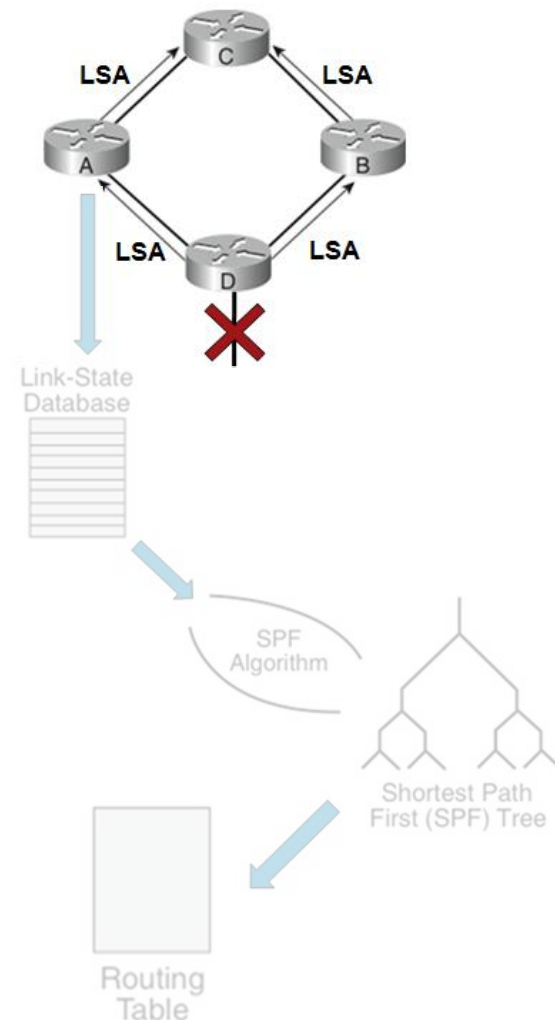 C
LSA
LSA
A
B
LSA
LSA
D
Link-State
Database
SPF
Algorithm
Shortest Path
First (SPF) Tree
Routing
Table